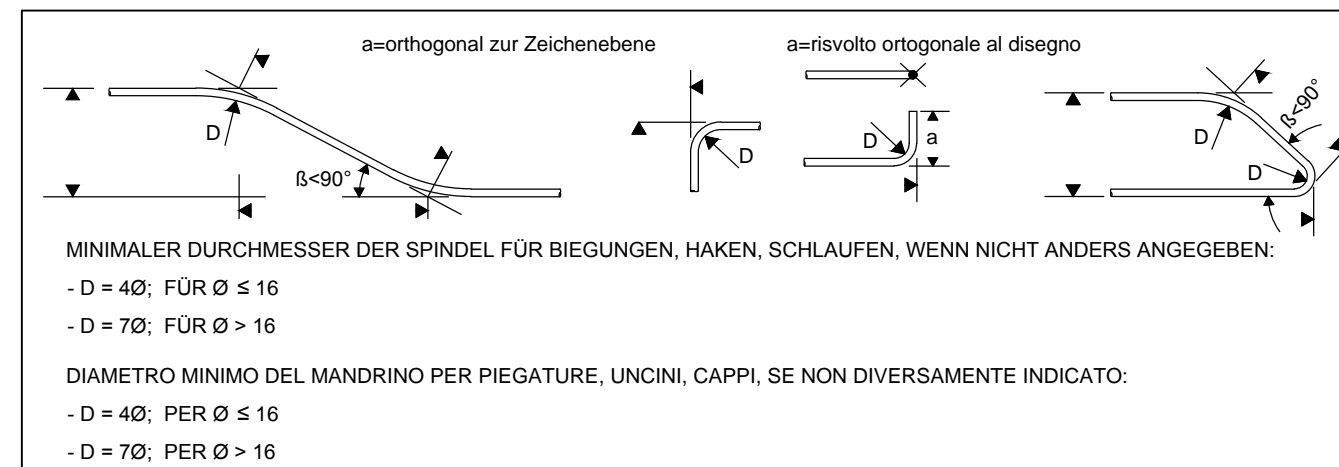 a=orthogonal zur Zeichenebene
a=risvolto ortogonale al disegno
D
ß<90°
D
D
a
D
D
ß<90°
MINIMALER DURCHMESSER DER SPINDEL FÜR BIEGUNGEN, HAKEN, SCHLAUFEN, WENN NICHT ANDERS ANGEGEBEN:
- D = 4Ø; FÜR Ø ≤ 16
- D = 7Ø; FÜR Ø > 16
DIAMETRO MINIMO DEL MANDRINO PER PIEGATURE, UNCINI, CAPPI, SE NON DIVERSAMENTE INDICATO:
- D = 4Ø; PER Ø ≤ 16
- D = 7Ø; PER Ø > 16